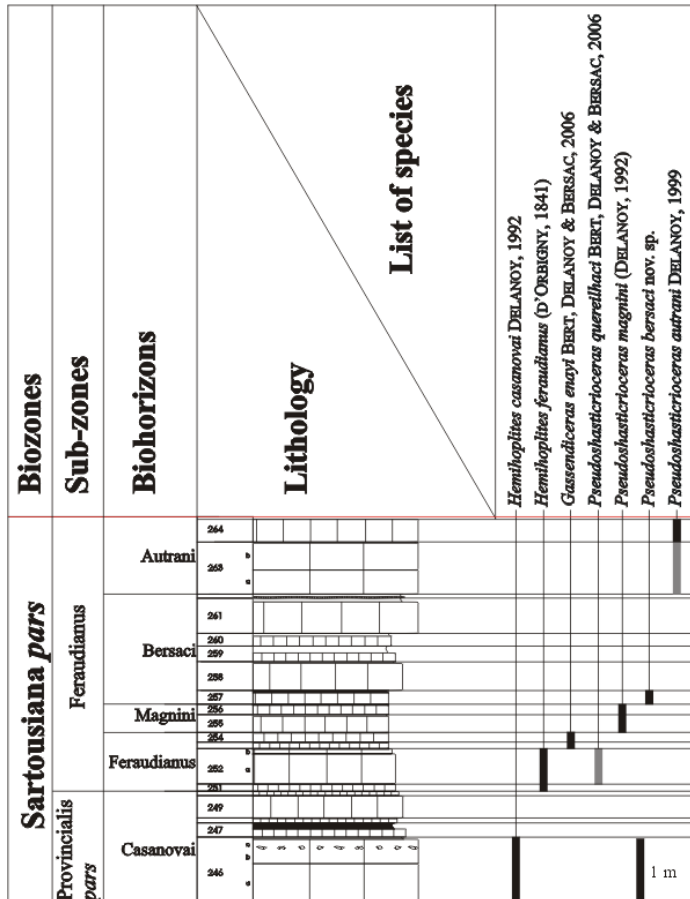 Biozones
Sub-zones
Biohorizons
Lithology
List of species
Hemihoplites casanovai DELANOY, 1992
Hemihoplites feraudianus (D'ORBIGNY, 1841)
Gassendiceras enayi BERT, DELANOY & BERSAC, 2006
Pseudoshasticrioceras quereilhaci BERT, DELANOY & BERSAC, 2006
Pseudoshasticrioceras magnini (DELANOY, 1992)
Pseudoshasticrioceras bersaci nov. sp.
Pseudoshasticrioceras autrani DELANOY, 1999
Sartousiana pars
Feraudianus
Provincialis
pars
Autrani
Bersaci
Magnini
Feraudianus
Casanovai
264
263
b
a
261
260
259
258
257
256
255
254
252
b
a
251
249
247
246
b
1 m